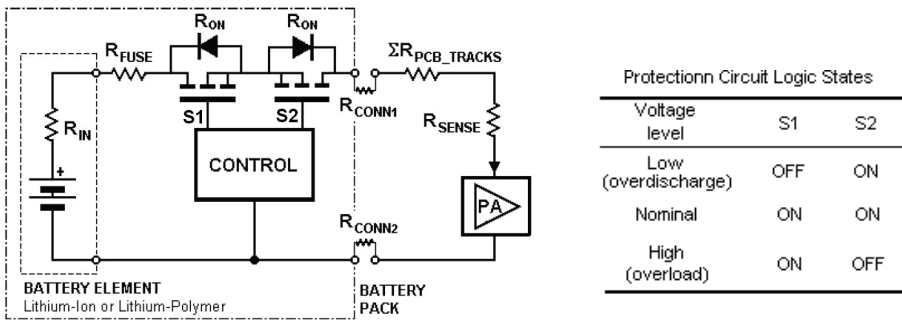 RON
RON
RFUSE
ΣRPCB_TRACKS
S1
S2
RCONN1
RSENSE
RIN
+
CONTROL
PA
RCONN2
BATTERY ELEMENT
Lithium-Ion or Lithium-Polymer
BATTERY
PACK
Protectionn Circuit Logic States
Voltage
level
S1
S2
Low
(overdischarge)
OFF
ON
Nominal
ON
ON
High
(overload)
ON
OFF